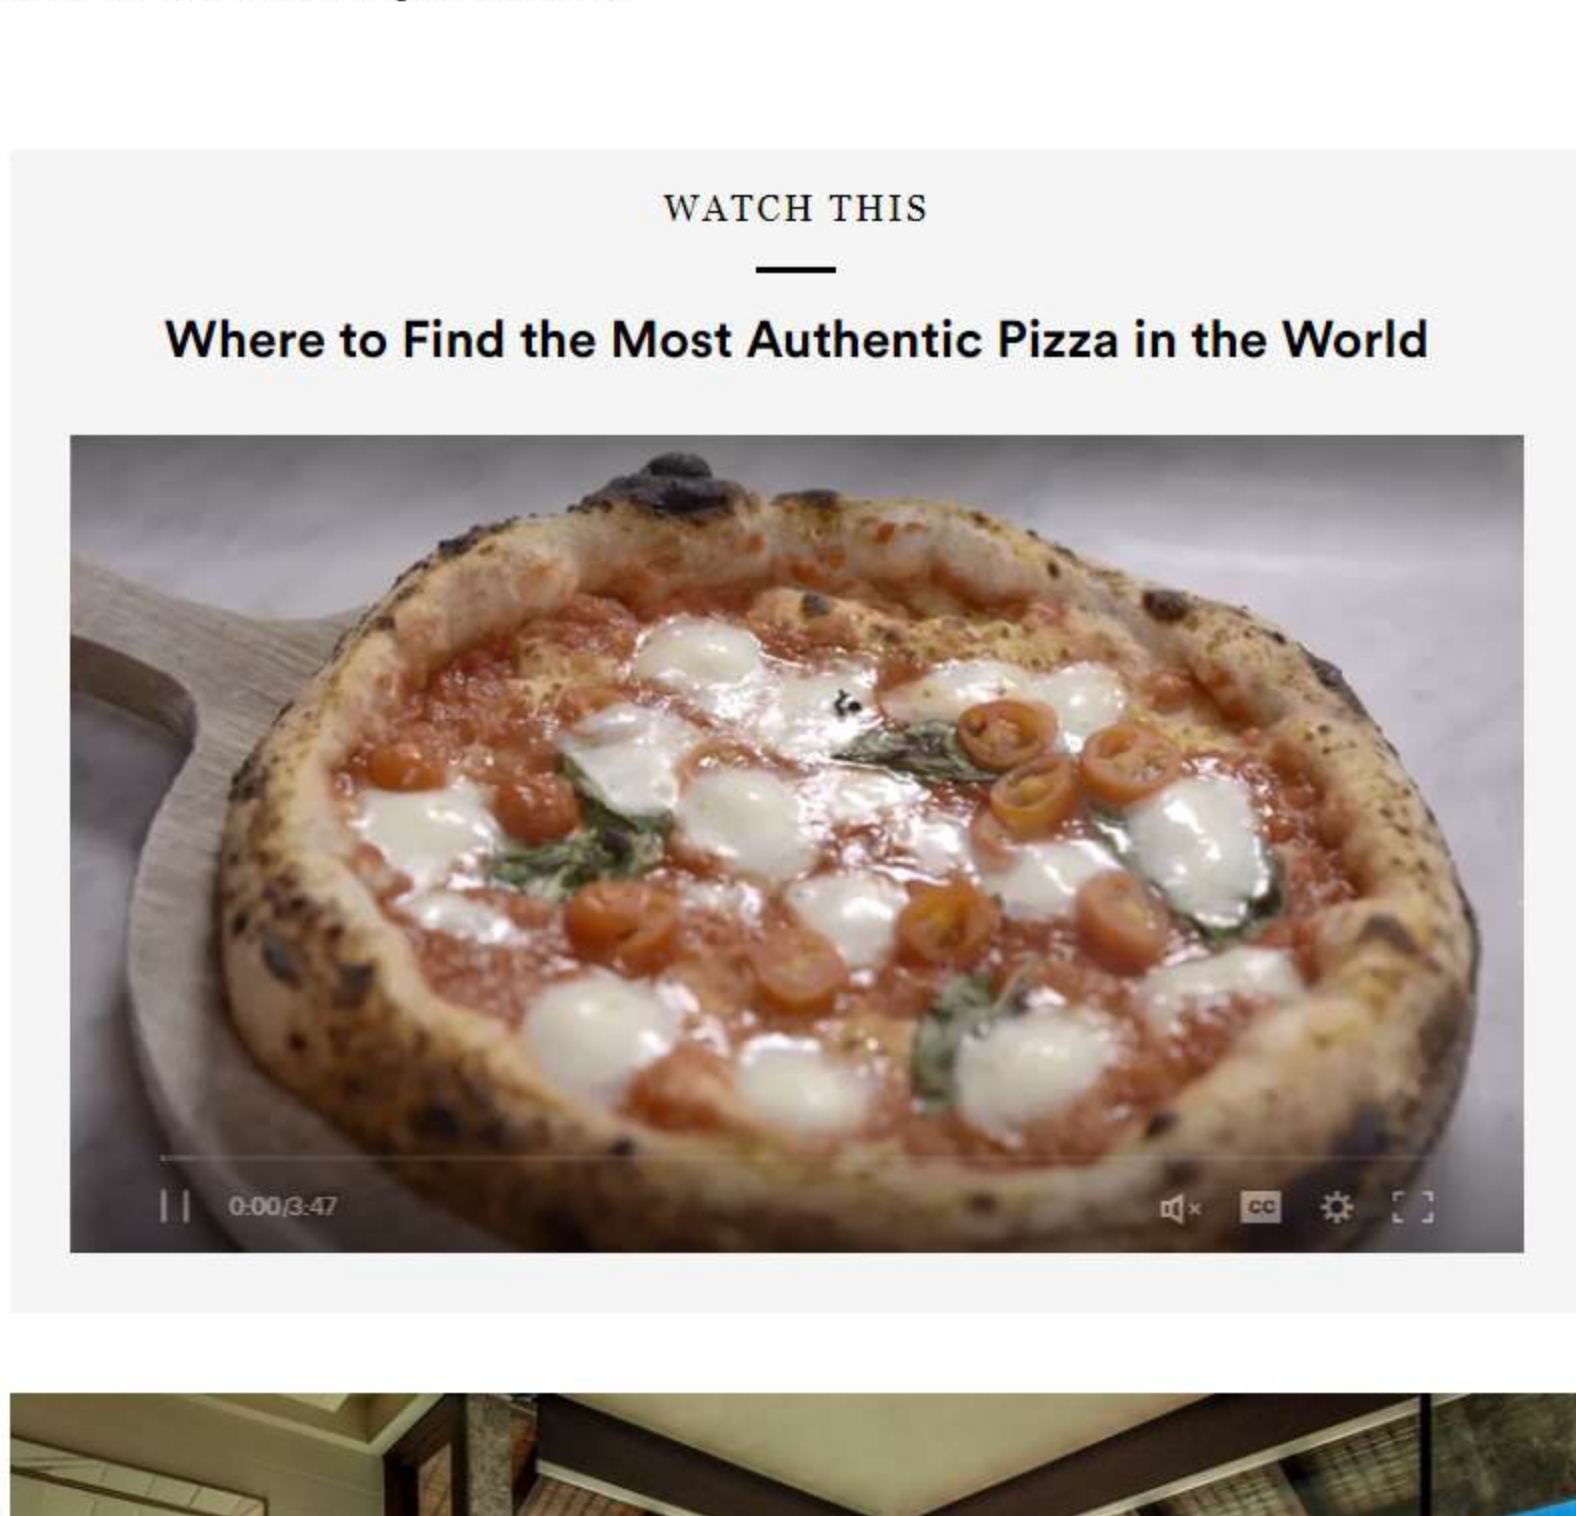 WATCH THIS
Where to Find the Most Authentic Pizza in the World
0:00/3:47
CC